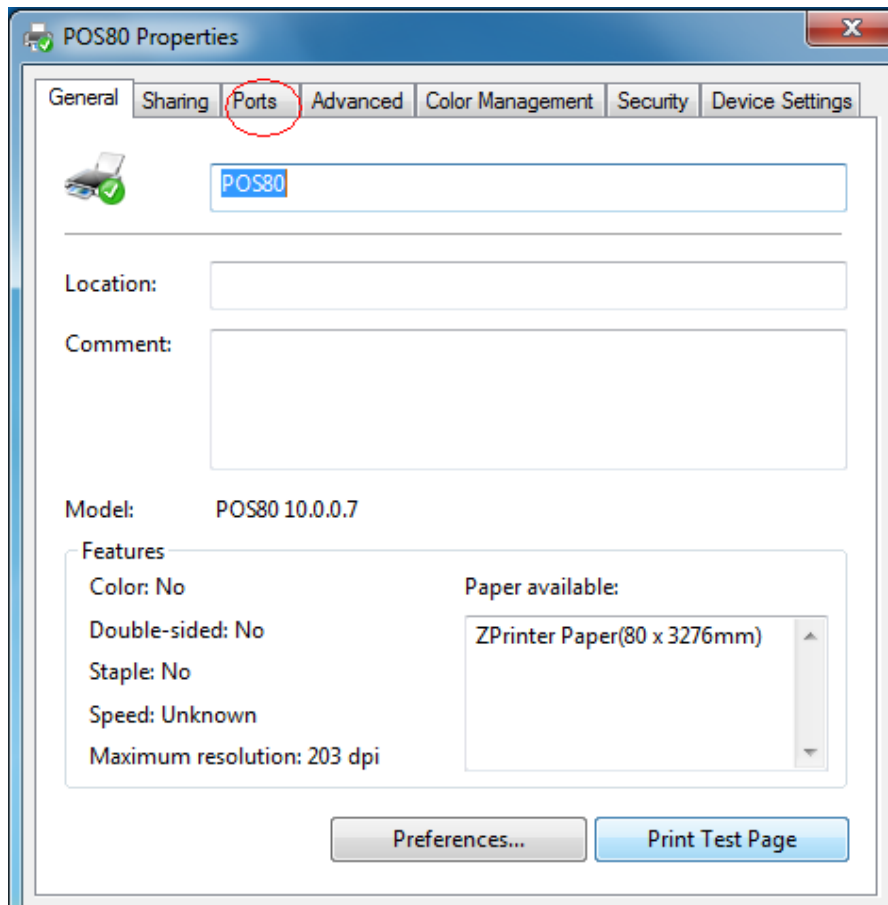 POS80 Properties
General Sharing Ports Advanced Color Management Security Device Settings
POS80
Location:
Comment:
Model: POS80 10.0.0.7
Features
Color: No Paper available:
Double-sided: No ZPrinter Paper(80 x 3276mm)
Staple: No
Speed: Unknown
Maximum resolution: 203 dpi
Preferences... Print Test Page